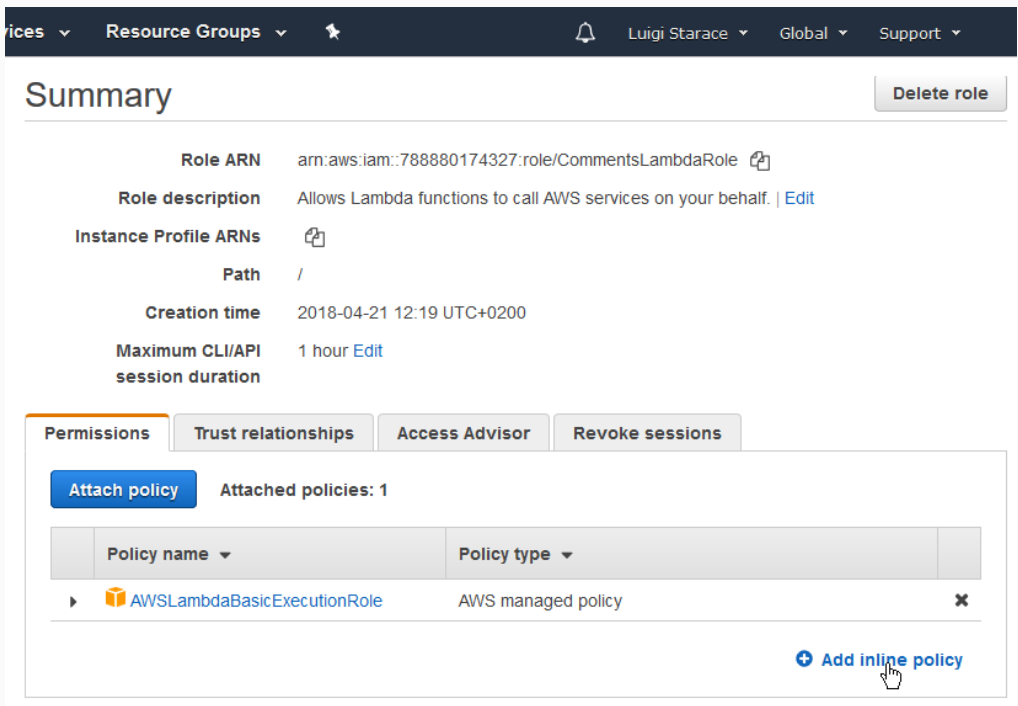 Resource Groups Luigi Starace Global Support
Summary Delete role
Role ARN arn:aws:iam::788880174327:role/CommentsLambdaRole
Role description Allows Lambda functions to call AWS services on your behalf. | Edit
Instance Profile ARNs
Path /
Creation time 2018-04-21 12:19 UTC+0200
Maximum CLI/API 1 hour Edit
session duration
Permissions Trust relationships Access Advisor Revoke sessions
Attach policy Attached policies: 1
Policy name Policy type
AWSLambdaBasicExecutionRole AWS managed policy
Add inline policy